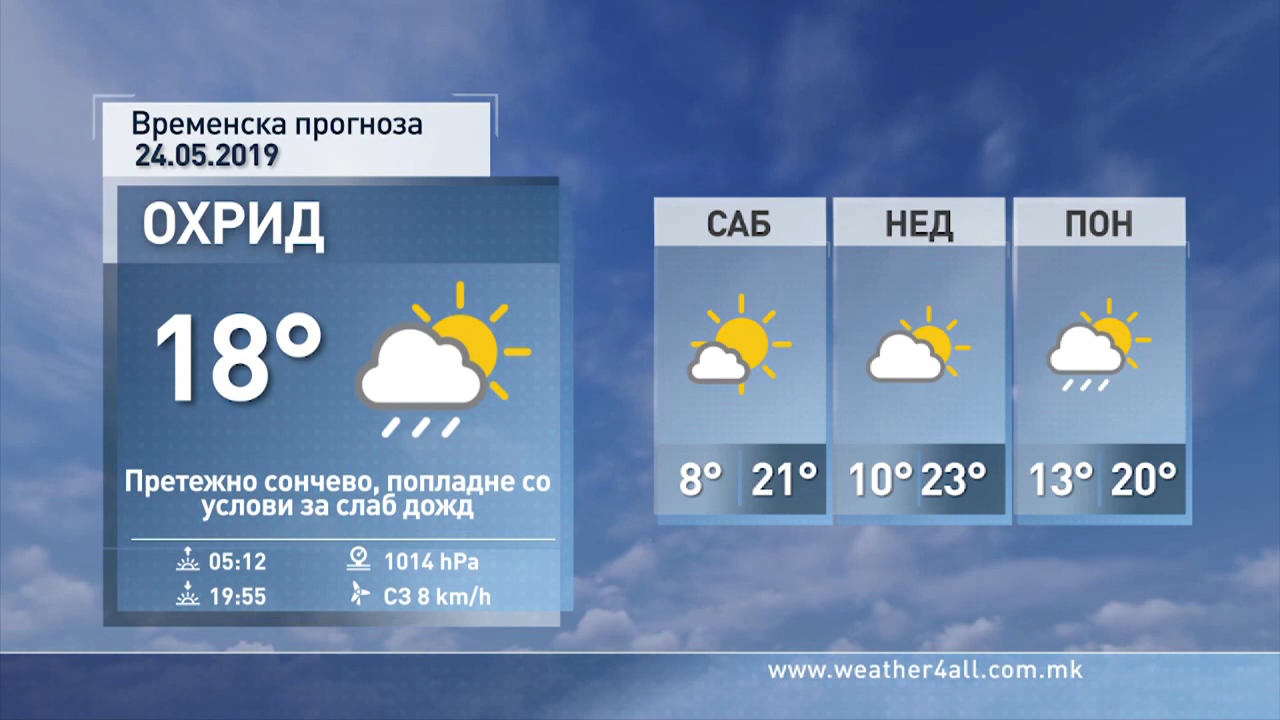 Временска прогноза
24.05.2019
ОХРИД
18°
Претежно сончево, попладне со
услови за слаб дожд
05:12
1014 hPa
19:55
СЗ 8 km/h
САБ
8° 21°
НЕД
10° 23°
ПОН
13° 20°
www.weather4all.com.mk